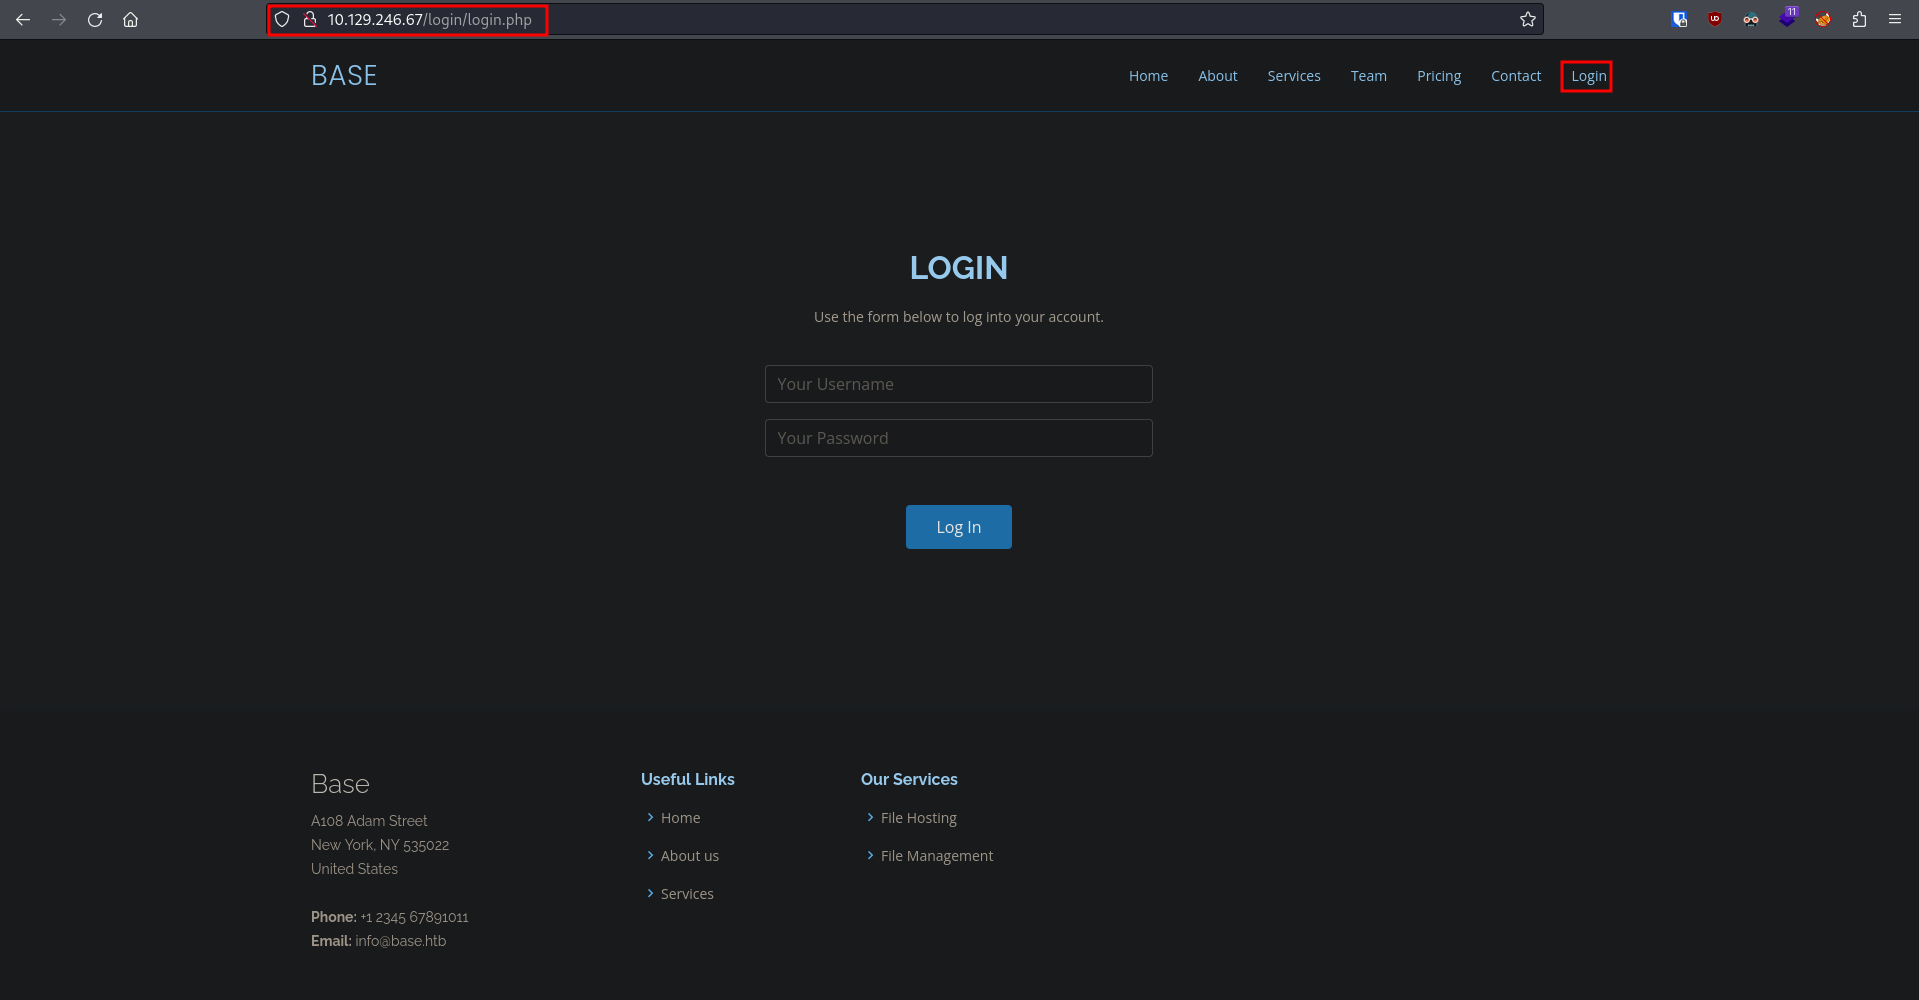 10.129.246.67/login/login.php
11
BASE
Home About Services Team Pricing Contact Login
LOGIN
Use the form below to log into your account.
Your Username
Your Password
Log In
Base
A108 Adam Street
New York, NY 535022
United States
Phone: +1 2345 67891011
Email: info@base.htb
Useful Links
Home
About us
Services
Our Services
File Hosting
File Management